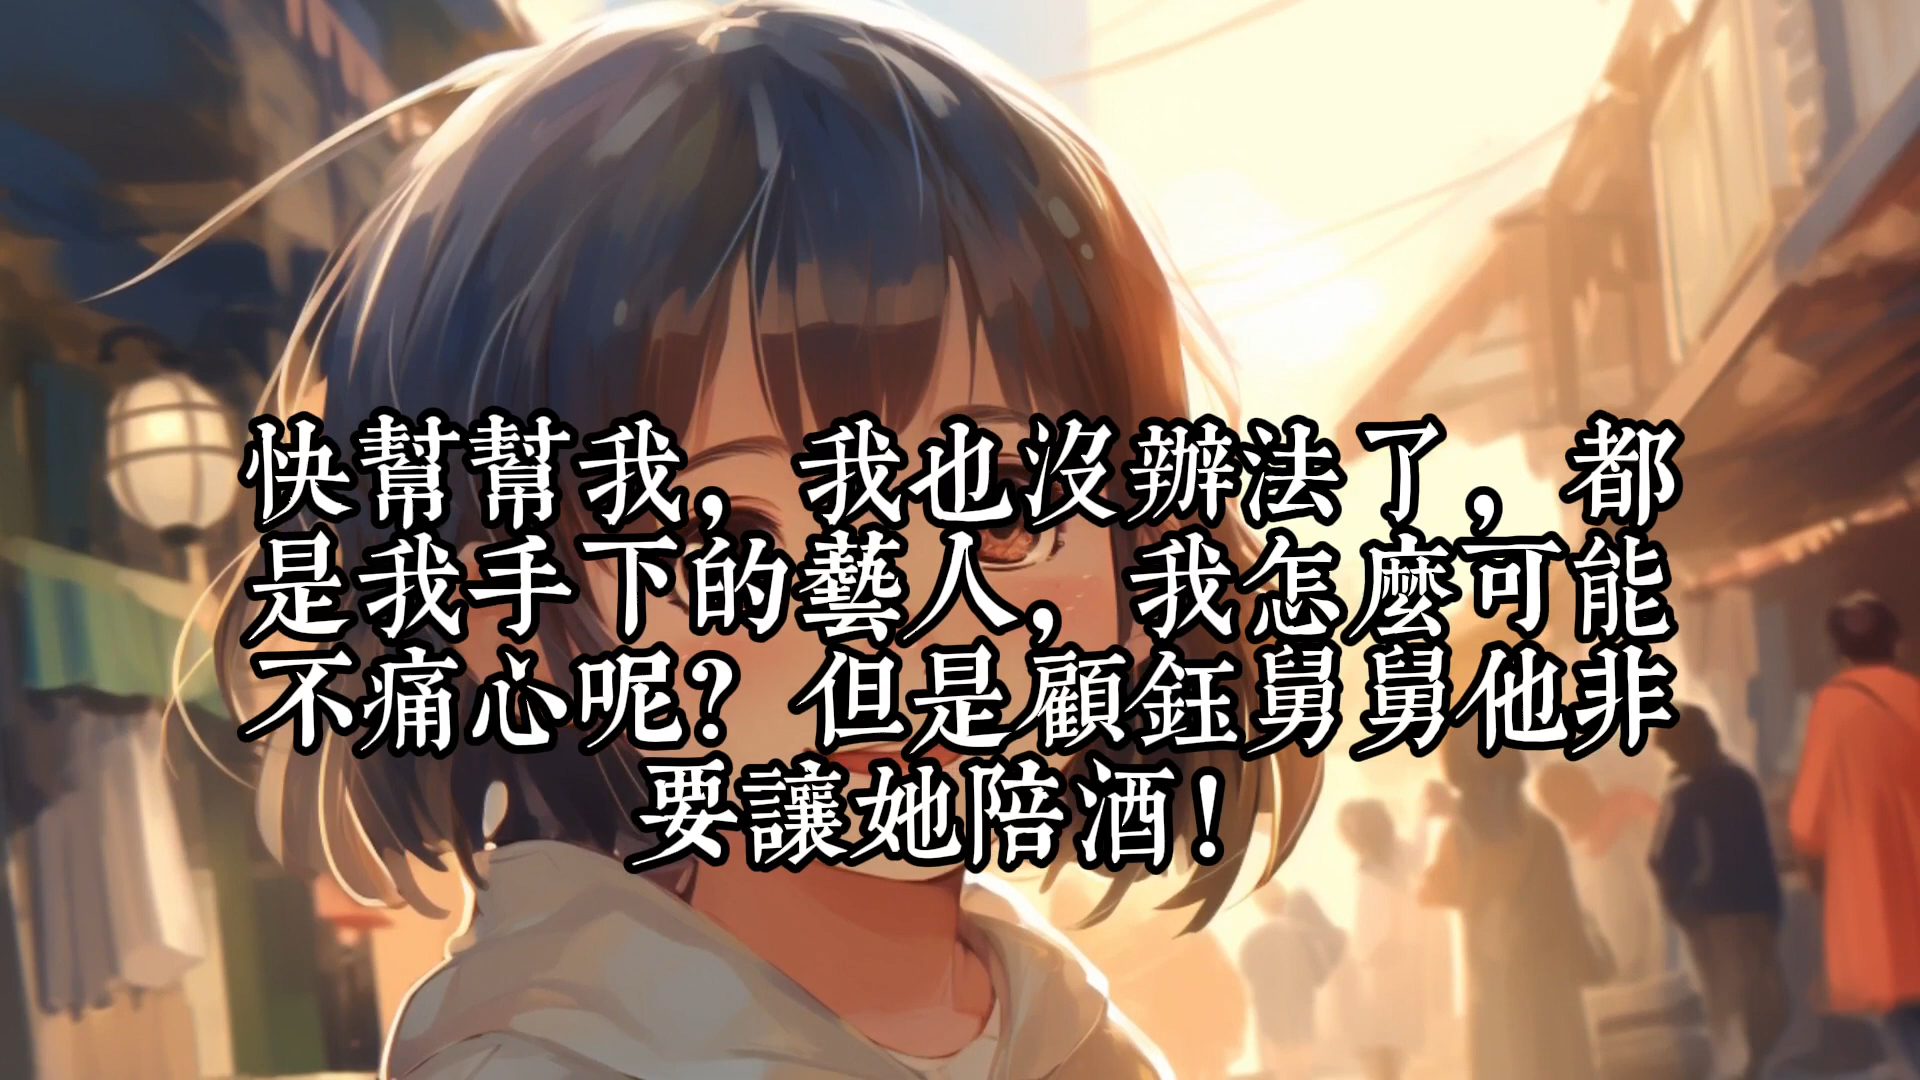 快幫幫我，我也沒辦法了，都
是我手下的藝人，我怎麼可能
不痛心呢？但是顧鈺舅舅他非
要讓她陪酒！